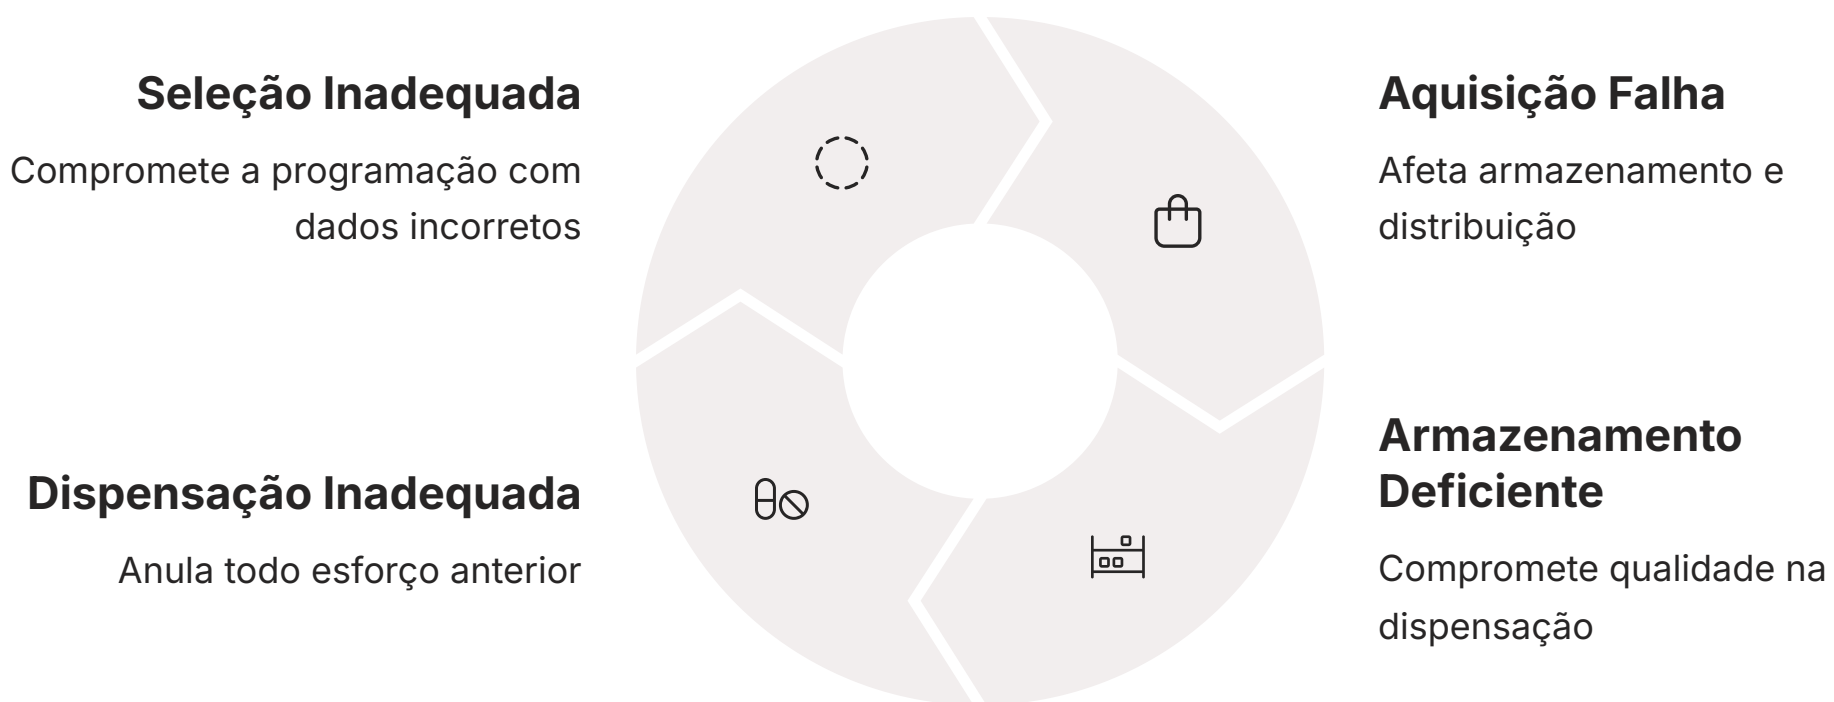 Seleção Inadequada
Compromete a programação com
dados incorretos
Aquisição Falha
Afeta armazenamento e
distribuição
Armazenamento
Deficiente
Compromete qualidade na
dispensação
Dispensação Inadequada
Anula todo esforço anterior